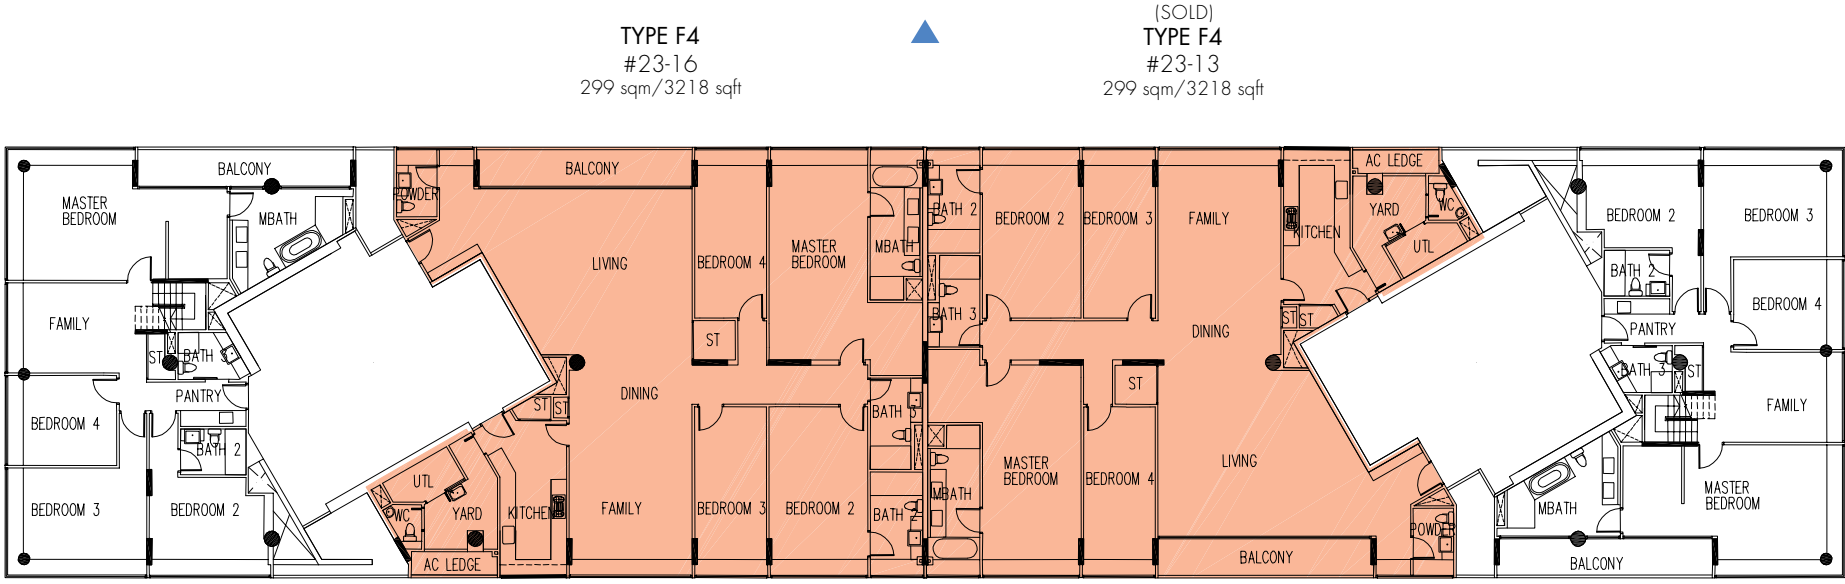 (SOLD)
TYPE F4
TYPE F4
#23-16
#23-13
299 sqm/3218 sqft
299 sqm/3218 sqft
BALCONY
MASTER
BEDROOM
MBATH
FAMILY
ST
BATH 3
PANTRY
BEDROOM 4
BATH 2
BEDROOM 3
BEDROOM 2
POWDER
BALCONY
LIVING
BEDROOM 4
MASTER
BEDROOM
MBATH
ST
DINING
ST
ST
BATH 3
UTL
WC
YARD
KITCHEN
FAMILY
BEDROOM 3
BEDROOM 2
BATH 2
AC LEDGE
BATH 2
BEDROOM 2
BEDROOM 3
FAMILY
KITCHEN
AC LEDGE
YARD
WC
UTL
BATH 3
ST
ST
DINING
ST
MASTER
BEDROOM
MBATH
BEDROOM 4
LIVING
POWDER
BALCONY
BEDROOM 2
BEDROOM 3
BATH 2
BEDROOM 4
PANTRY
BATH 3
ST
FAMILY
MASTER
BEDROOM
MBATH
BALCONY